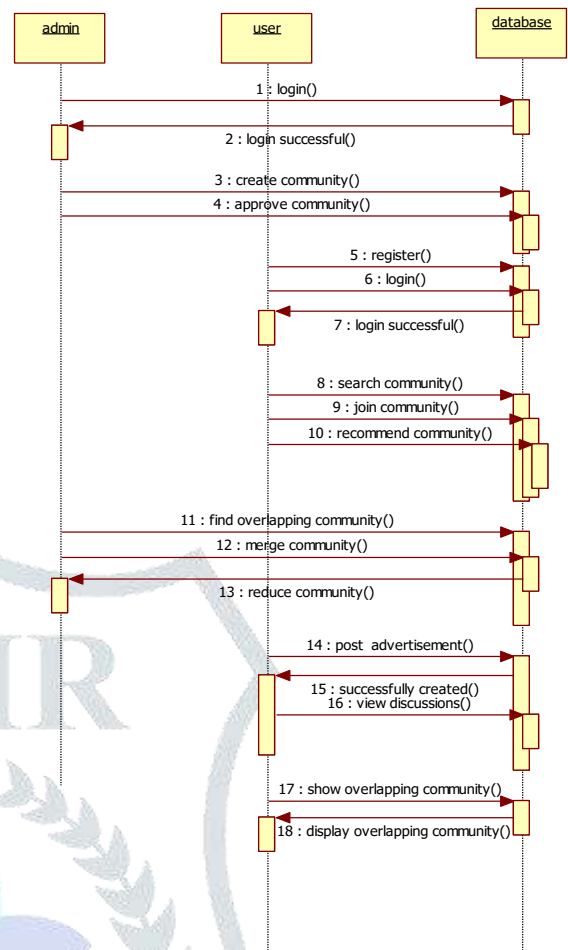 admin
user
database
1 : login()
2 : login successful()
3 : create community()
4 : approve community()
5 : register()
6 : login()
7 : login successful()
8 : search community()
9 : join community()
10 : recommend community()
11 : find overlapping community()
12 : merge community()
13 : reduce community()
14 : post  advertisement()
15 : successfully created()
16 : view discussions()
17 : show overlapping community()
18 : display overlapping community()
IR